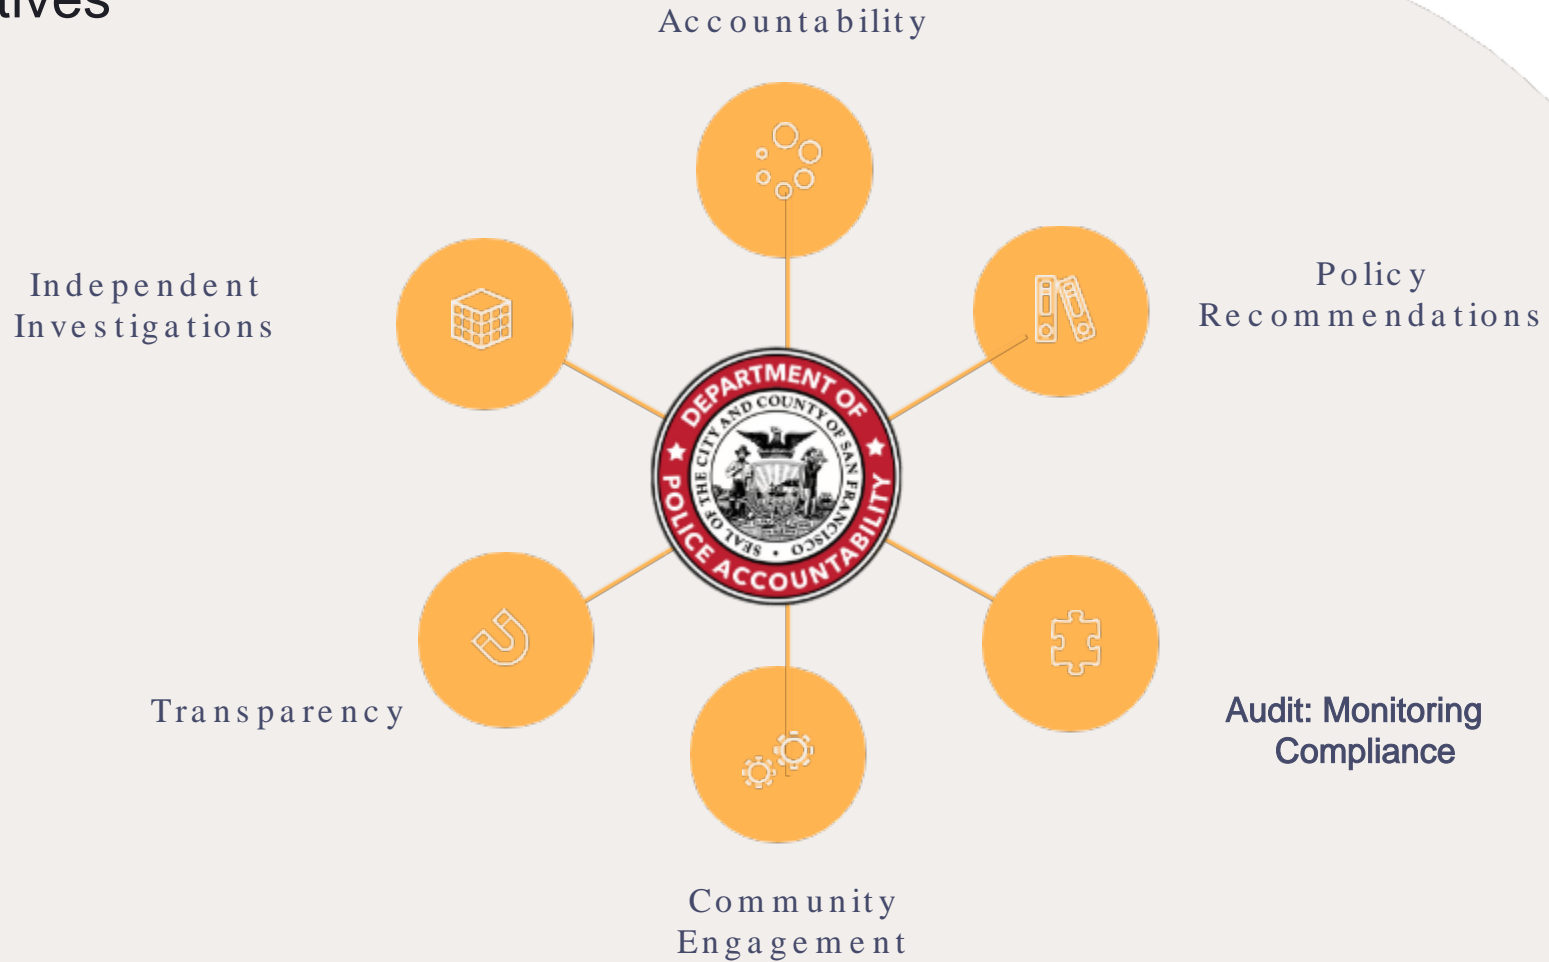 Accountability
Independent
Investigations
Policy
Recommendations
DEPARTMENT OF
POLICE ACCOUNTABILITY
SEAL OF THE CITY AND COUNTY OF SAN FRANCISCO
Transparency
Audit: Monitoring
Compliance
Community
Engagement